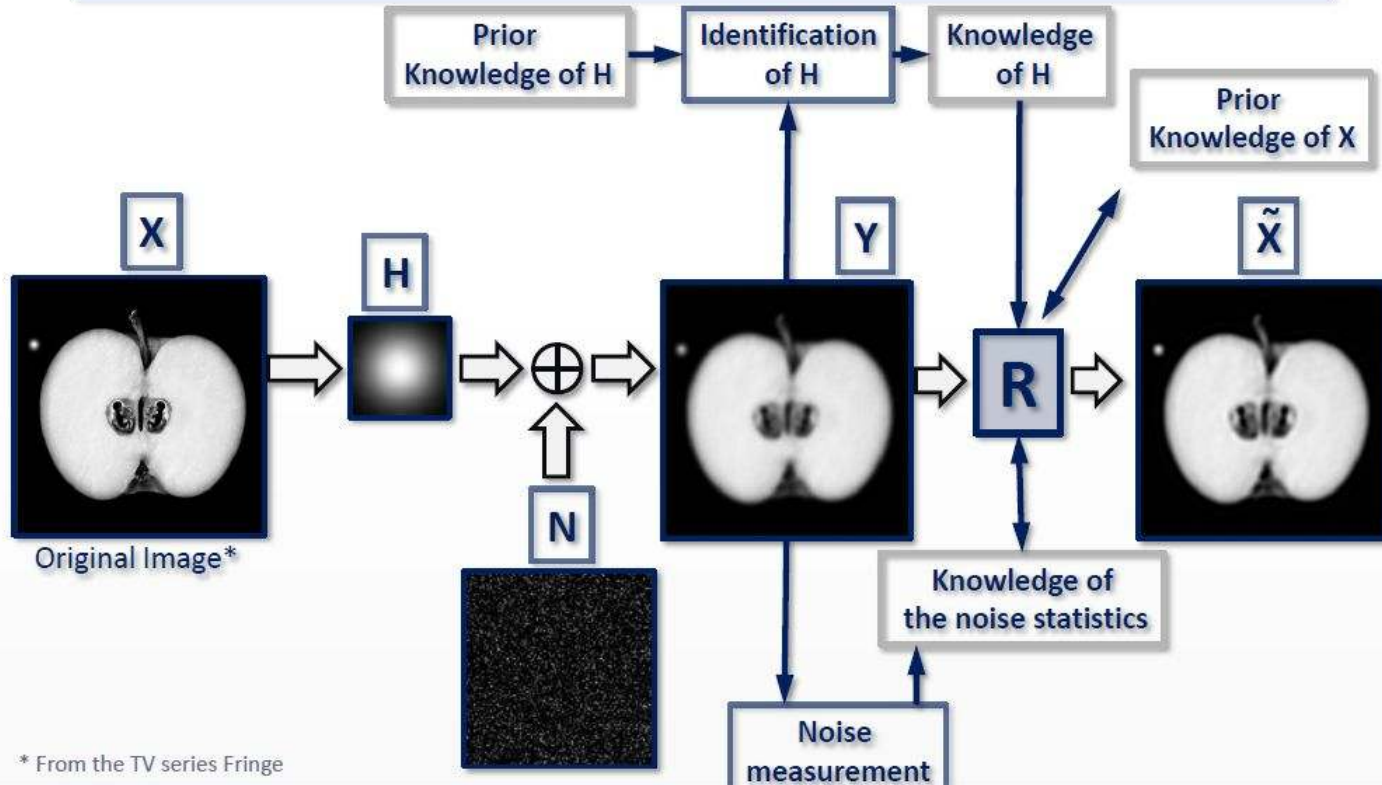 Prior
Knowledge of H
Identification
of H
Knowledge
of H
Prior
Knowledge of X
X
H
Y
X̃
R
Original Image*
N
Knowledge of
the noise statistics
Noise
measurement
* From the TV series Fringe